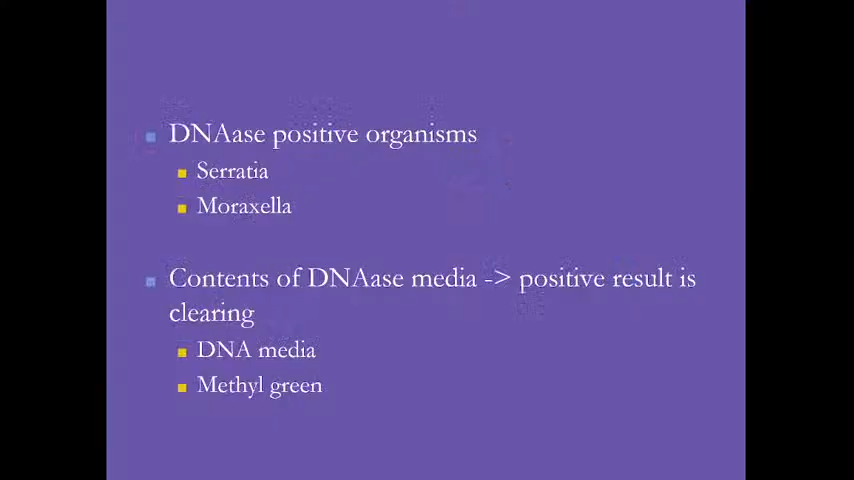 DNAase positive organisms
Serratia
Moraxella
Contents of DNAase media -> positive result is
clearing
DNA media
Methyl green